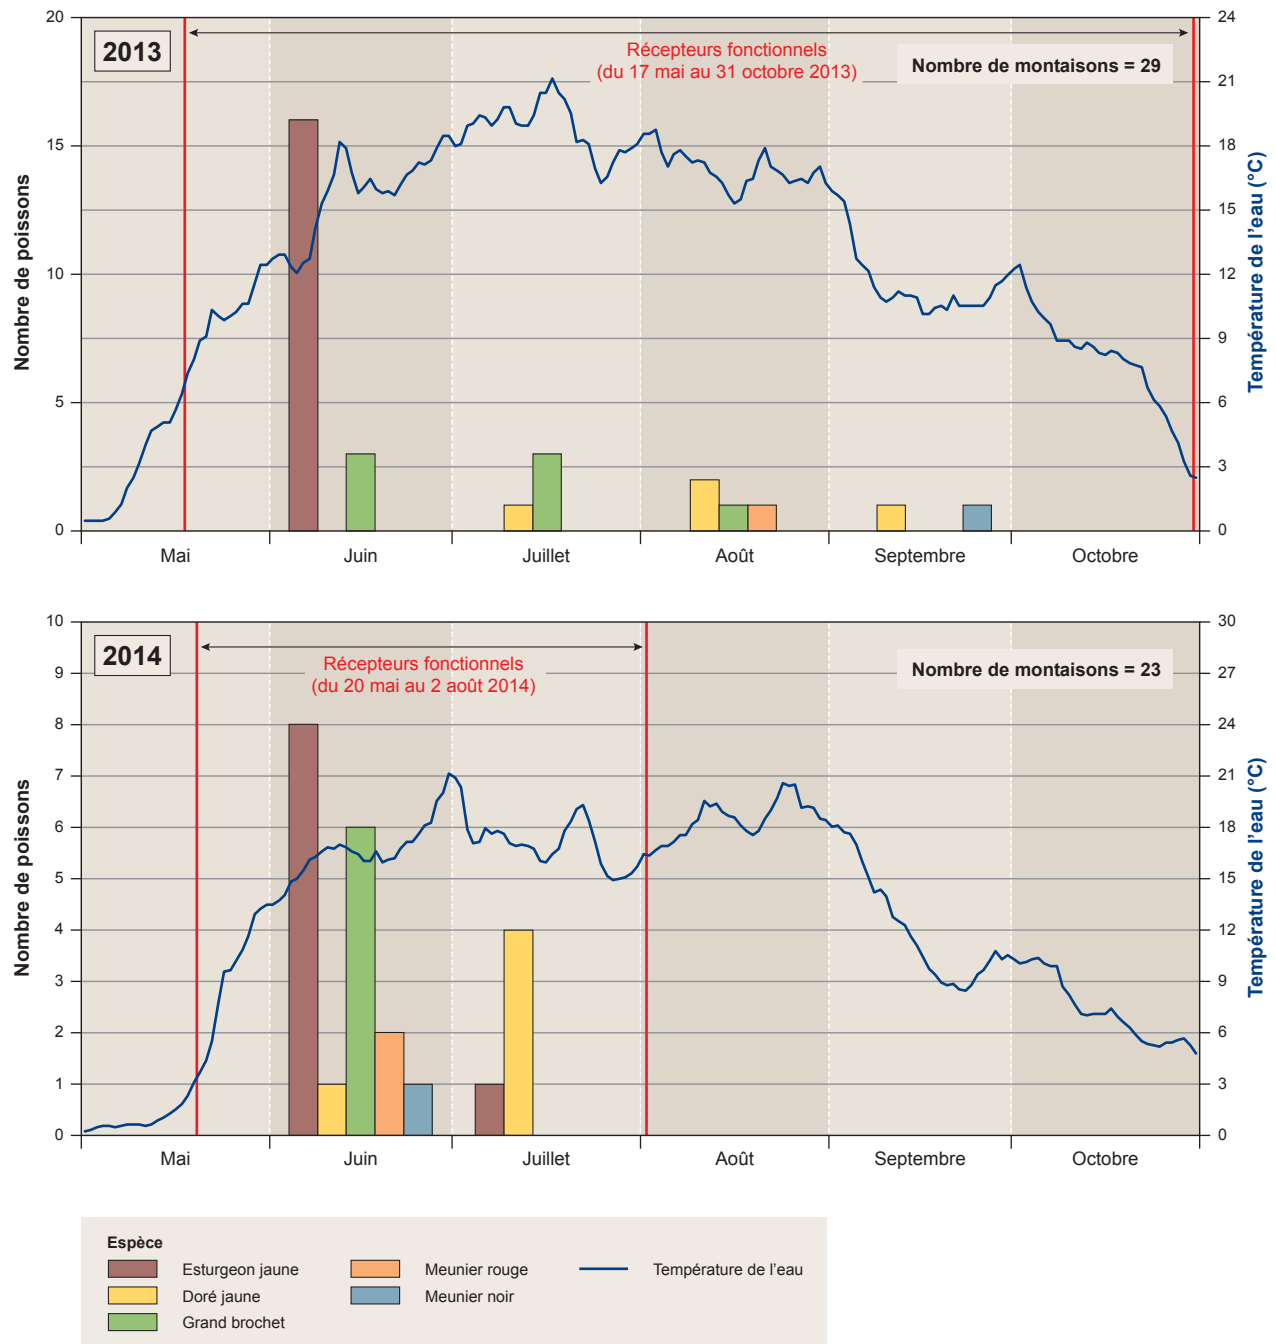 2013
Récepteurs fonctionnels
(du 17 mai au 31 octobre 2013)
Nombre de montaisons = 29
Nombre de poissons
20
15
10
5
0
Température de l'eau (°C)
24
21
18
15
12
9
6
3
0
Mai Juin Juillet Août Septembre Octobre
2014
Récepteurs fonctionnels
(du 20 mai au 2 août 2014)
Nombre de montaisons = 23
Nombre de poissons
10
9
8
7
6
5
4
3
2
1
0
Température de l'eau (°C)
30
27
24
21
18
15
12
9
6
3
0
Mai Juin Juillet Août Septembre Octobre
Espèce
Esturgeon jaune Meunier rouge Température de l'eau
Doré jaune Meunier noir
Grand brochet